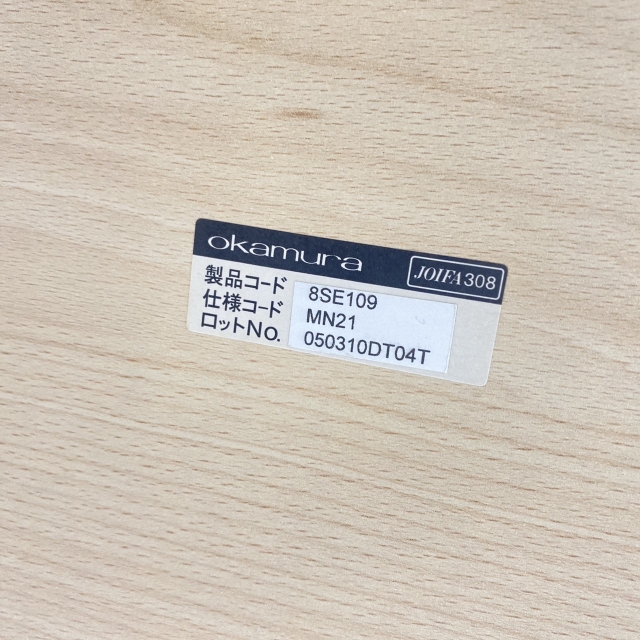 okamura
JOIFA308
製品コード 8SE109
仕様コード MN21
ロットNO. 050310DT04T